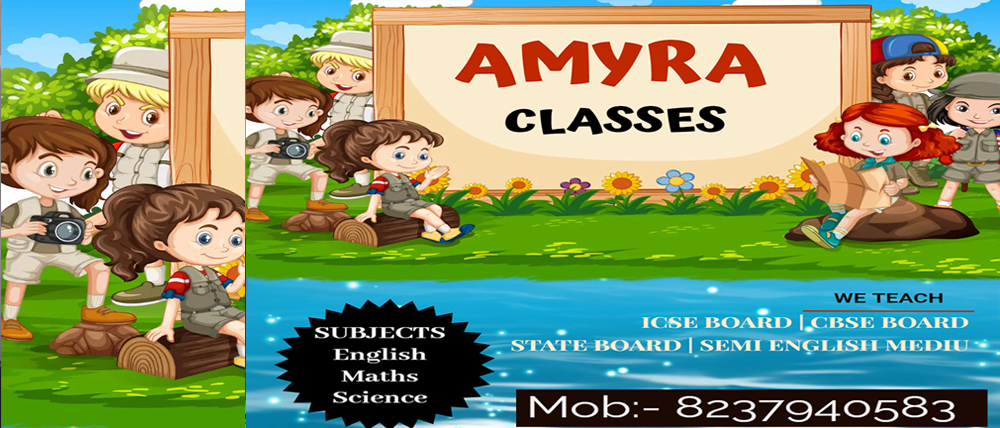 AMYRA
CLASSES
SUBJECTS
English
Maths
Science
WE TEACH
ICSE BOARD | CBSE BOARD
STATE BOARD | SEMI ENGLISH MEDIU
Mob:- 8237940583